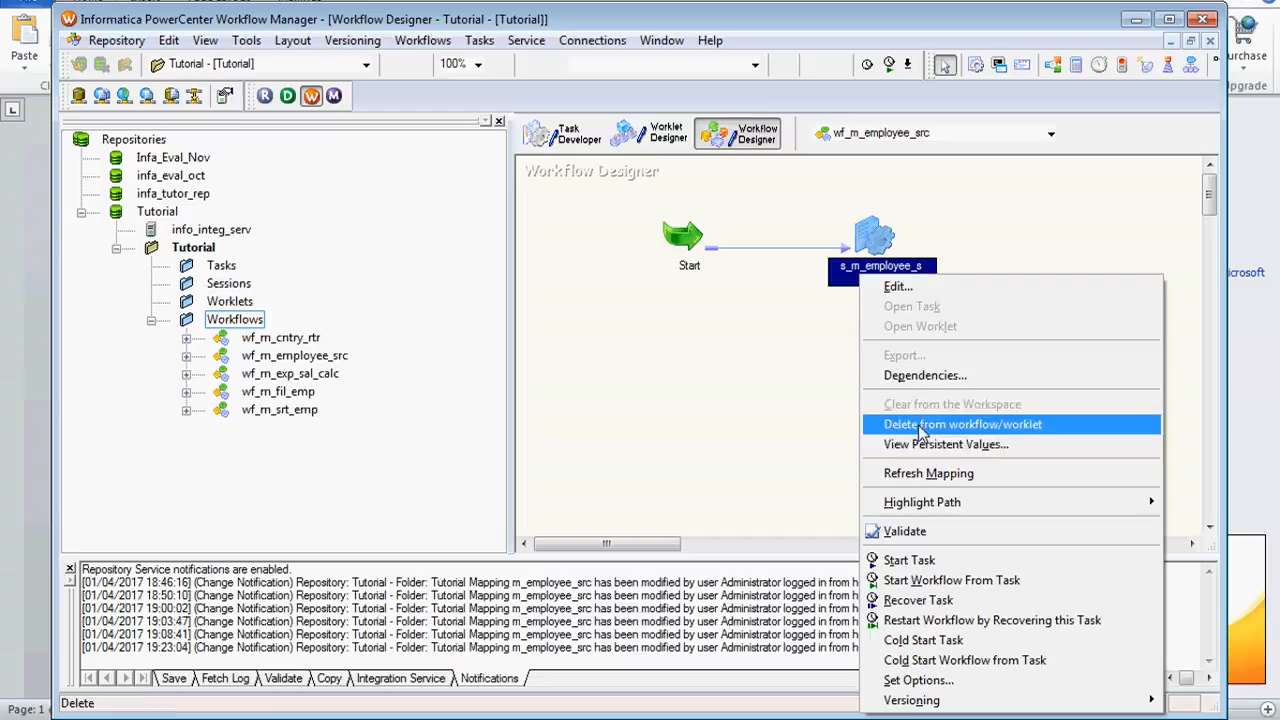 Informatica PowerCenter Workflow Manager - [Workflow Designer - Tutorial - [Tutorial]]
Repository Edit View Tools Layout Versioning Workflows Tasks Service Connections Window Help
Paste
Tutorial - [Tutorial]
100%
urchase
pgrade
L
R D W M
Task Developer
Worklet Designer
Workflow Designer
wf_m_employee_src
Repositories
Infa_Eval_Nov
infa_eval_oct
infa_tutor_rep
Tutorial
info_integ_serv
Tutorial
Tasks
Sessions
Worklets
Workflows
wf_m_cntry_rtr
wf_m_employee_src
wf_m_exp_sal_calc
wf_m_fil_emp
wf_m_srt_emp
Workflow Designer
Start
s_m_employee_s
icrosoft
Edit...
Open Task
Open Worklet
Export...
Dependencies...
Clear from the Workspace
Delete from workflow/worklet
View Persistent Values...
Refresh Mapping
Highlight Path
Validate
Start Task
Start Workflow From Task
Recover Task
Restart Workflow by Recovering this Task
Cold Start Task
Cold Start Workflow from Task
Set Options...
Versioning
Repository Service notifications are enabled.
[01/04/2017 18:46:16] (Change Notification) Repository: Tutorial - Folder: Tutorial Mapping m_employee_src has been modified by user Administrator logged in from h
[01/04/2017 18:50:10] (Change Notification) Repository: Tutorial - Folder: Tutorial Mapping m_employee_src has been modified by user Administrator logged in from h
[01/04/2017 19:00:02] (Change Notification) Repository: Tutorial - Folder: Tutorial Mapping m_employee_src has been modified by user Administrator logged in from h
[01/04/2017 19:03:47] (Change Notification) Repository: Tutorial - Folder: Tutorial Mapping m_employee_src has been modified by user Administrator logged in from h
[01/04/2017 19:08:41] (Change Notification) Repository: Tutorial - Folder: Tutorial Mapping m_employee_src has been modified by user Administrator logged in from h
[01/04/2017 19:23:04] (Change Notification) Repository: Tutorial - Folder: Tutorial Mapping m_employee_src has been modified by user Administrator logged in from h
Save Fetch Log Validate Copy Integration Service Notifications
Delete
Page: 1